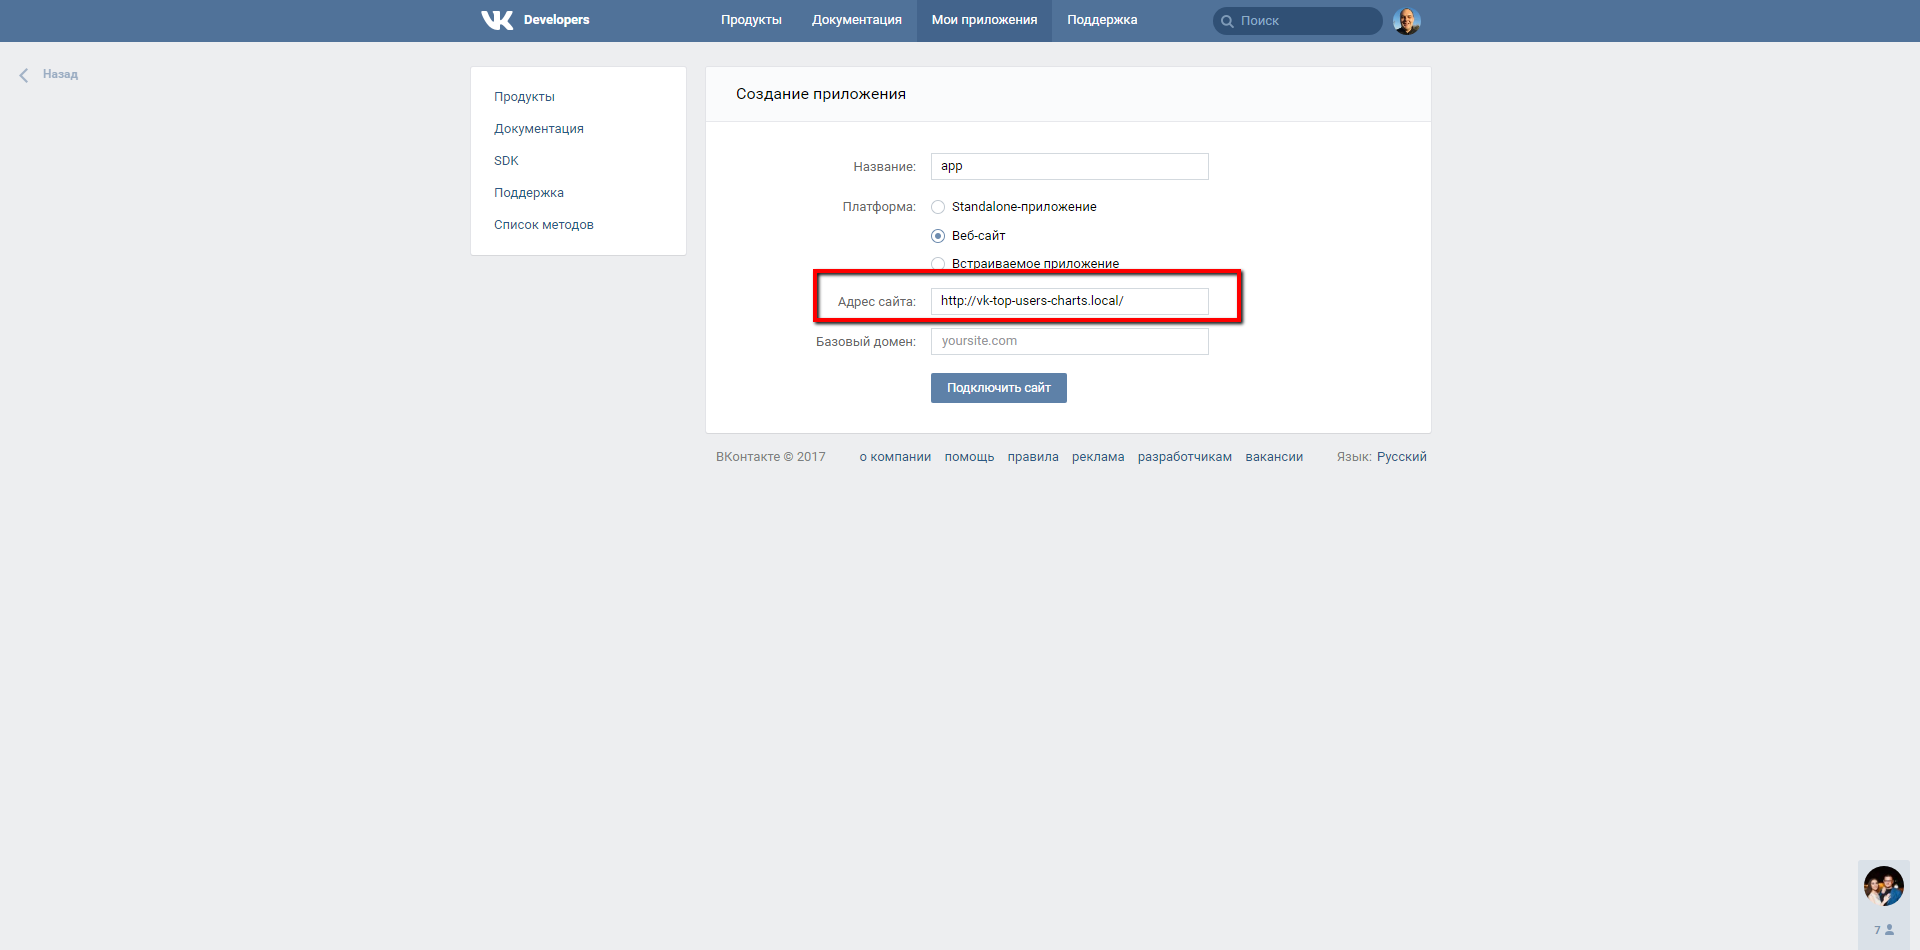 VK Developers Продукты Документация Мои приложения Поддержка Поиск
Назад
Продукты
Документация
SDK
Поддержка
Список методов
Создание приложения
Название: app
Платформа: Standalone-приложение
Веб-сайт
Встраиваемое приложение
Адрес сайта: http://vk-top-users-charts.local/
Базовый домен: yoursite.com
Подключить сайт
ВКонтакте © 2017 о компании помощь правила реклама разработчикам вакансии Язык: Русский
7